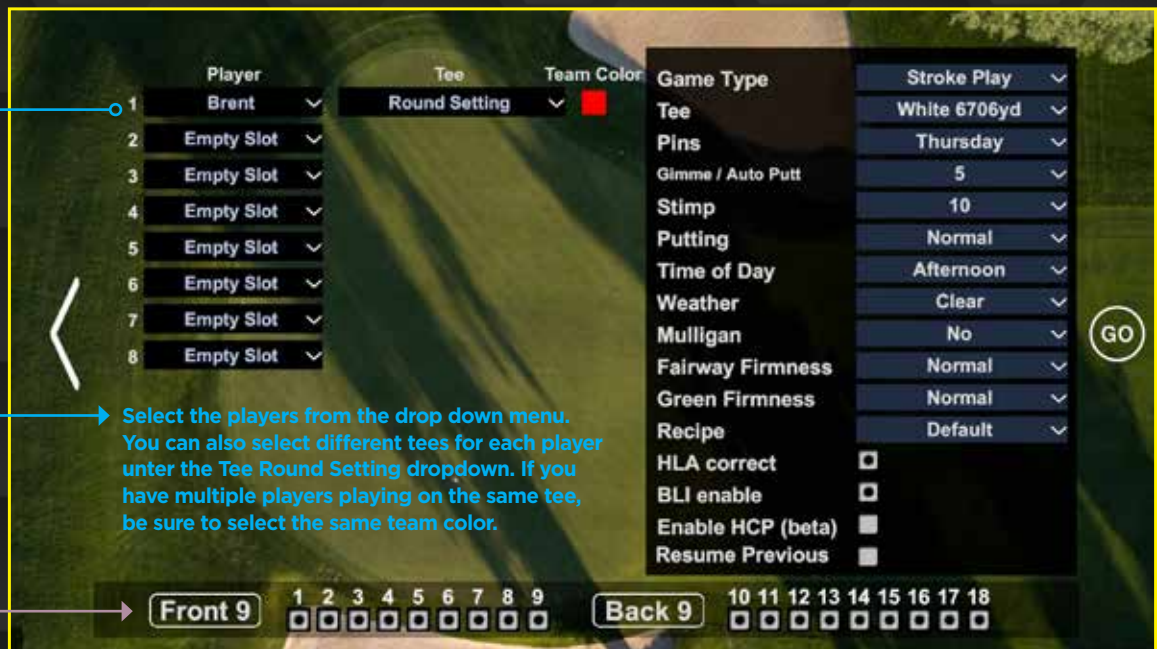 Player Tee Team Color
1 Brent Round Setting
2 Empty Slot
3 Empty Slot
4 Empty Slot
5 Empty Slot
6 Empty Slot
7 Empty Slot
8 Empty Slot
Select the players from the drop down menu.
You can also select different tees for each player
unter the Tee Round Setting dropdown. If you
have multiple players playing on the same tee,
be sure to select the same team color.
Game Type Stroke Play
Tee White 6706yd
Pins Thursday
Gimme / Auto Putt 5
Stimp 10
Putting Normal
Time of Day Afternoon
Weather Clear
Mulligan No
Fairway Firmness Normal
Green Firmness Normal
Recipe Default
HLA correct
BLI enable
Enable HCP (beta)
Resume Previous
GO
Front 9 1 2 3 4 5 6 7 8 9 Back 9 10 11 12 13 14 15 16 17 18